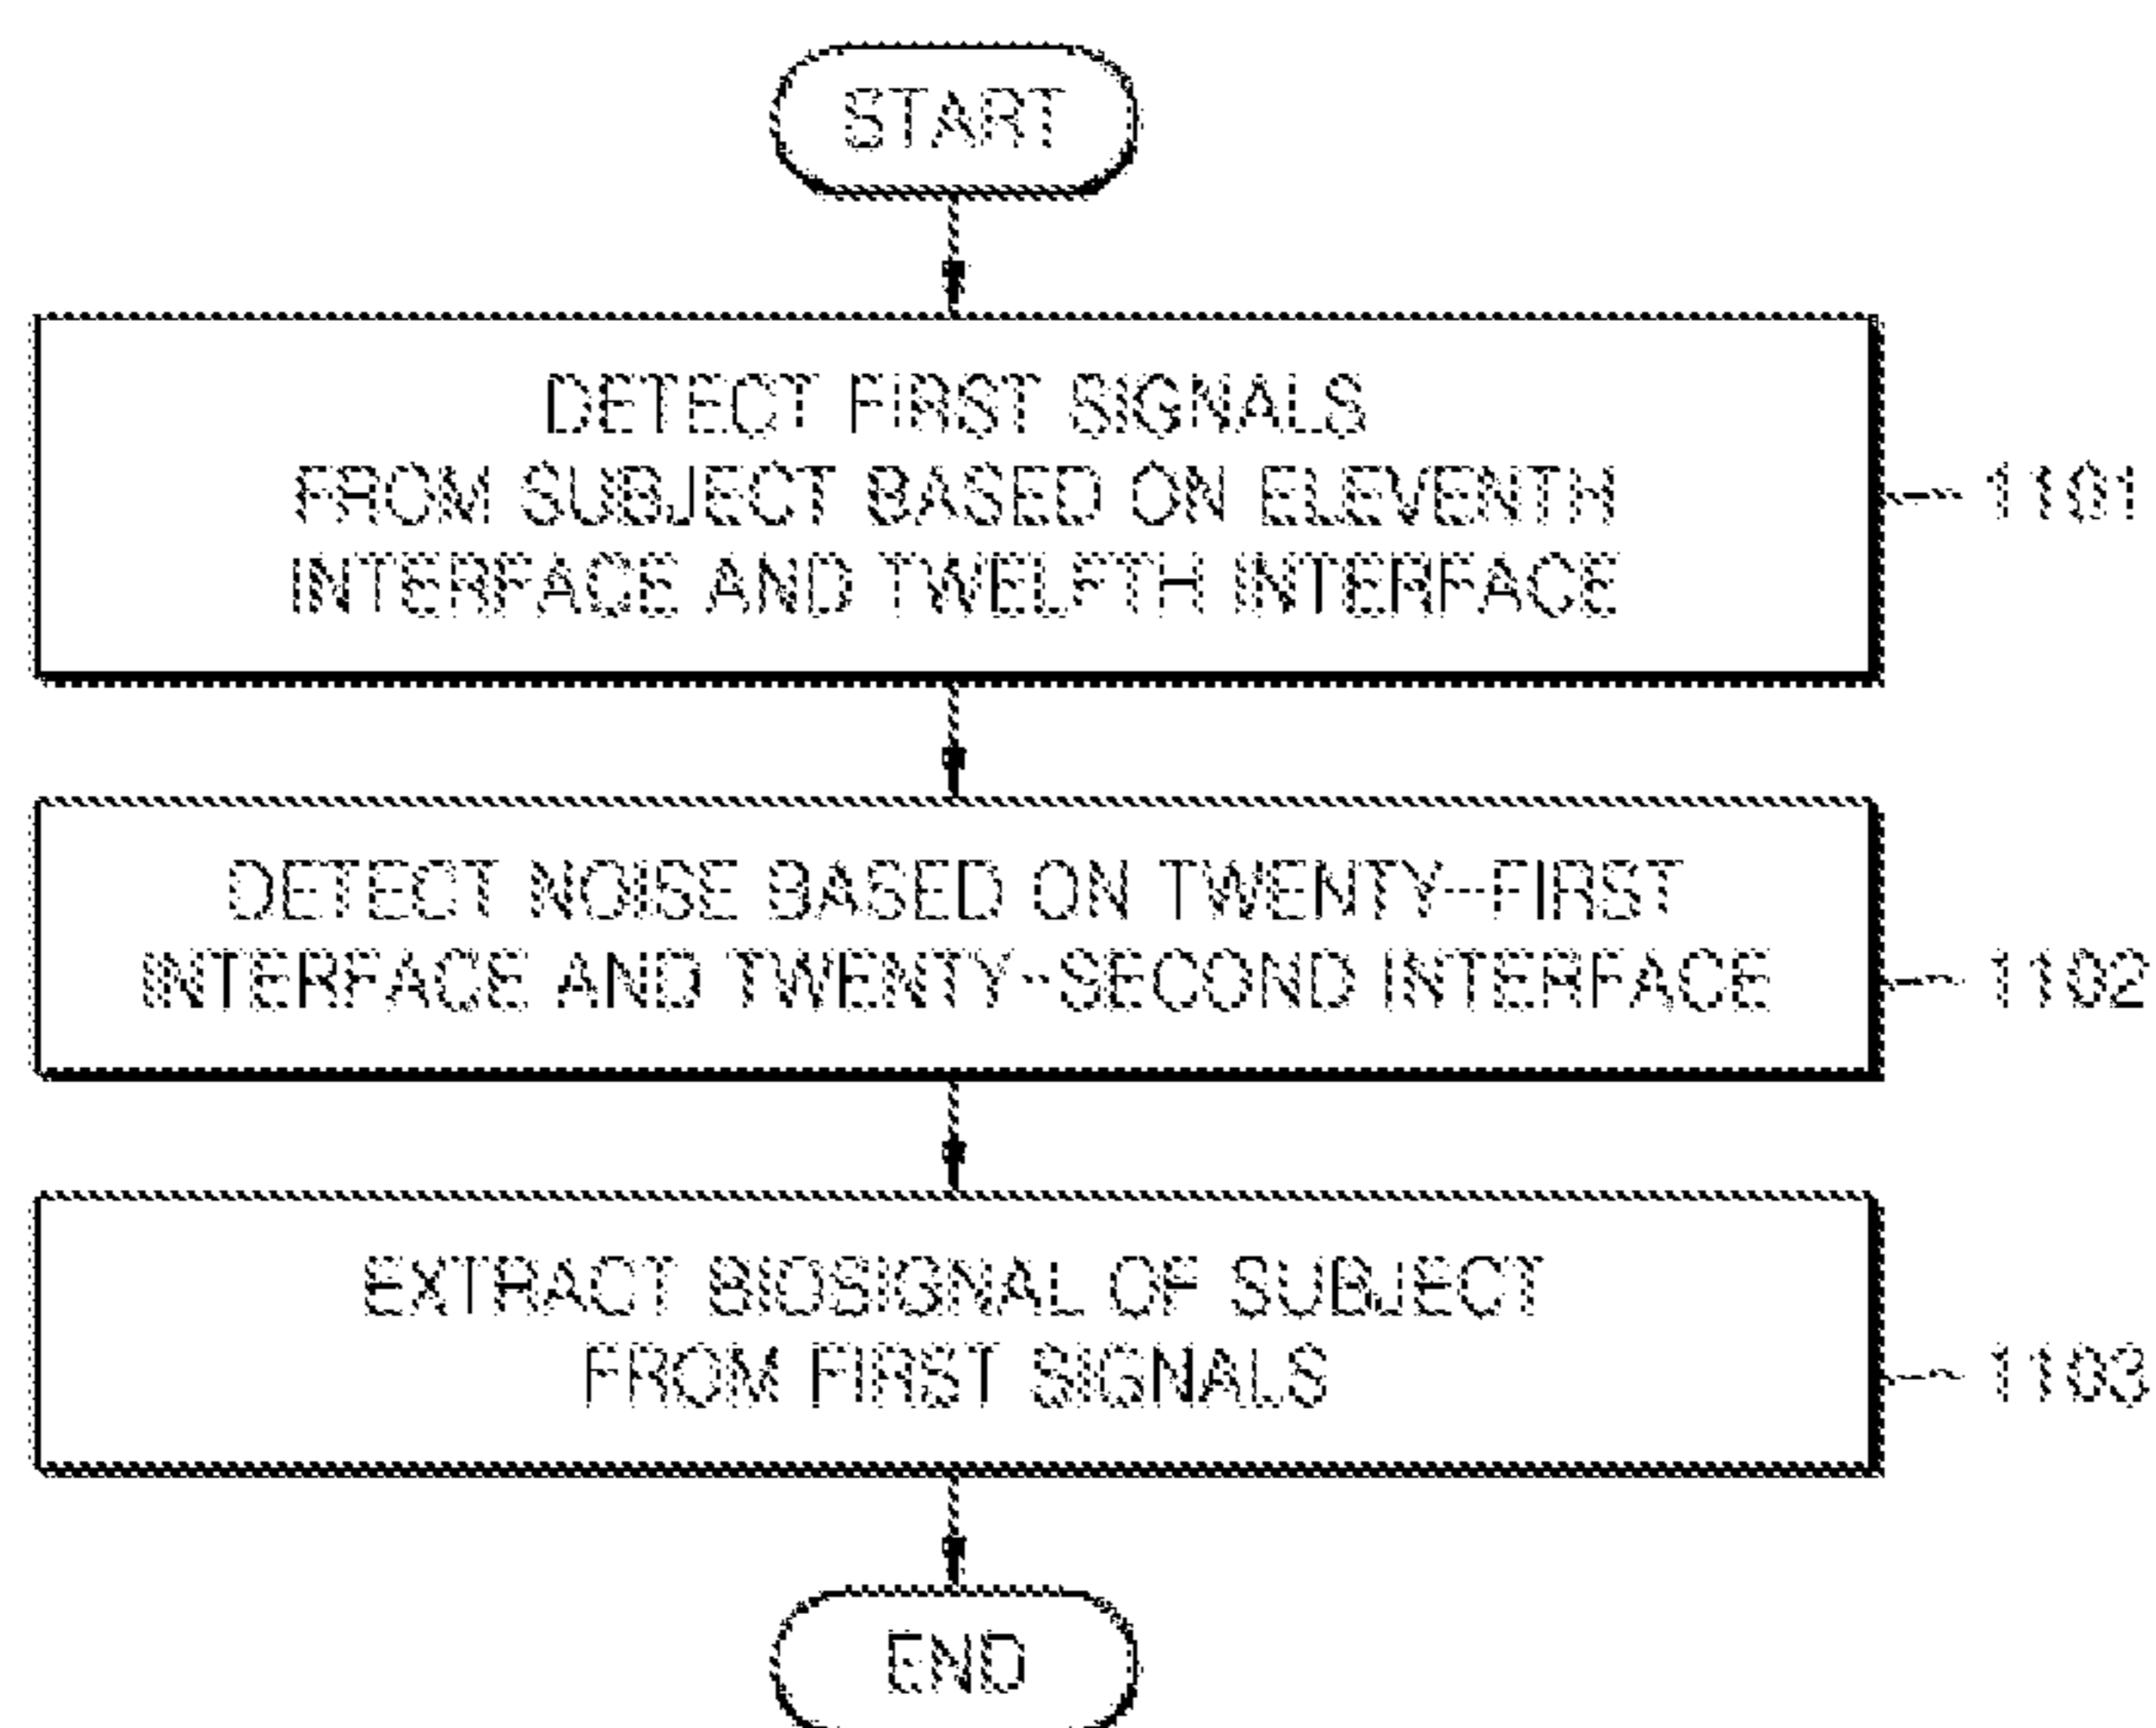 START
DETECT FIRST SIGNALS
FROM SUBJECT BASED ON ELEVENTH
INTERFACE AND TWELFTH INTERFACE
1101
DETECT NOISE BASED ON TWENTY-FIRST
INTERFACE AND TWENTY-SECOND INTERFACE
1102
EXTRACT BIOSIGNAL OF SUBJECT
FROM FIRST SIGNALS
1103
END